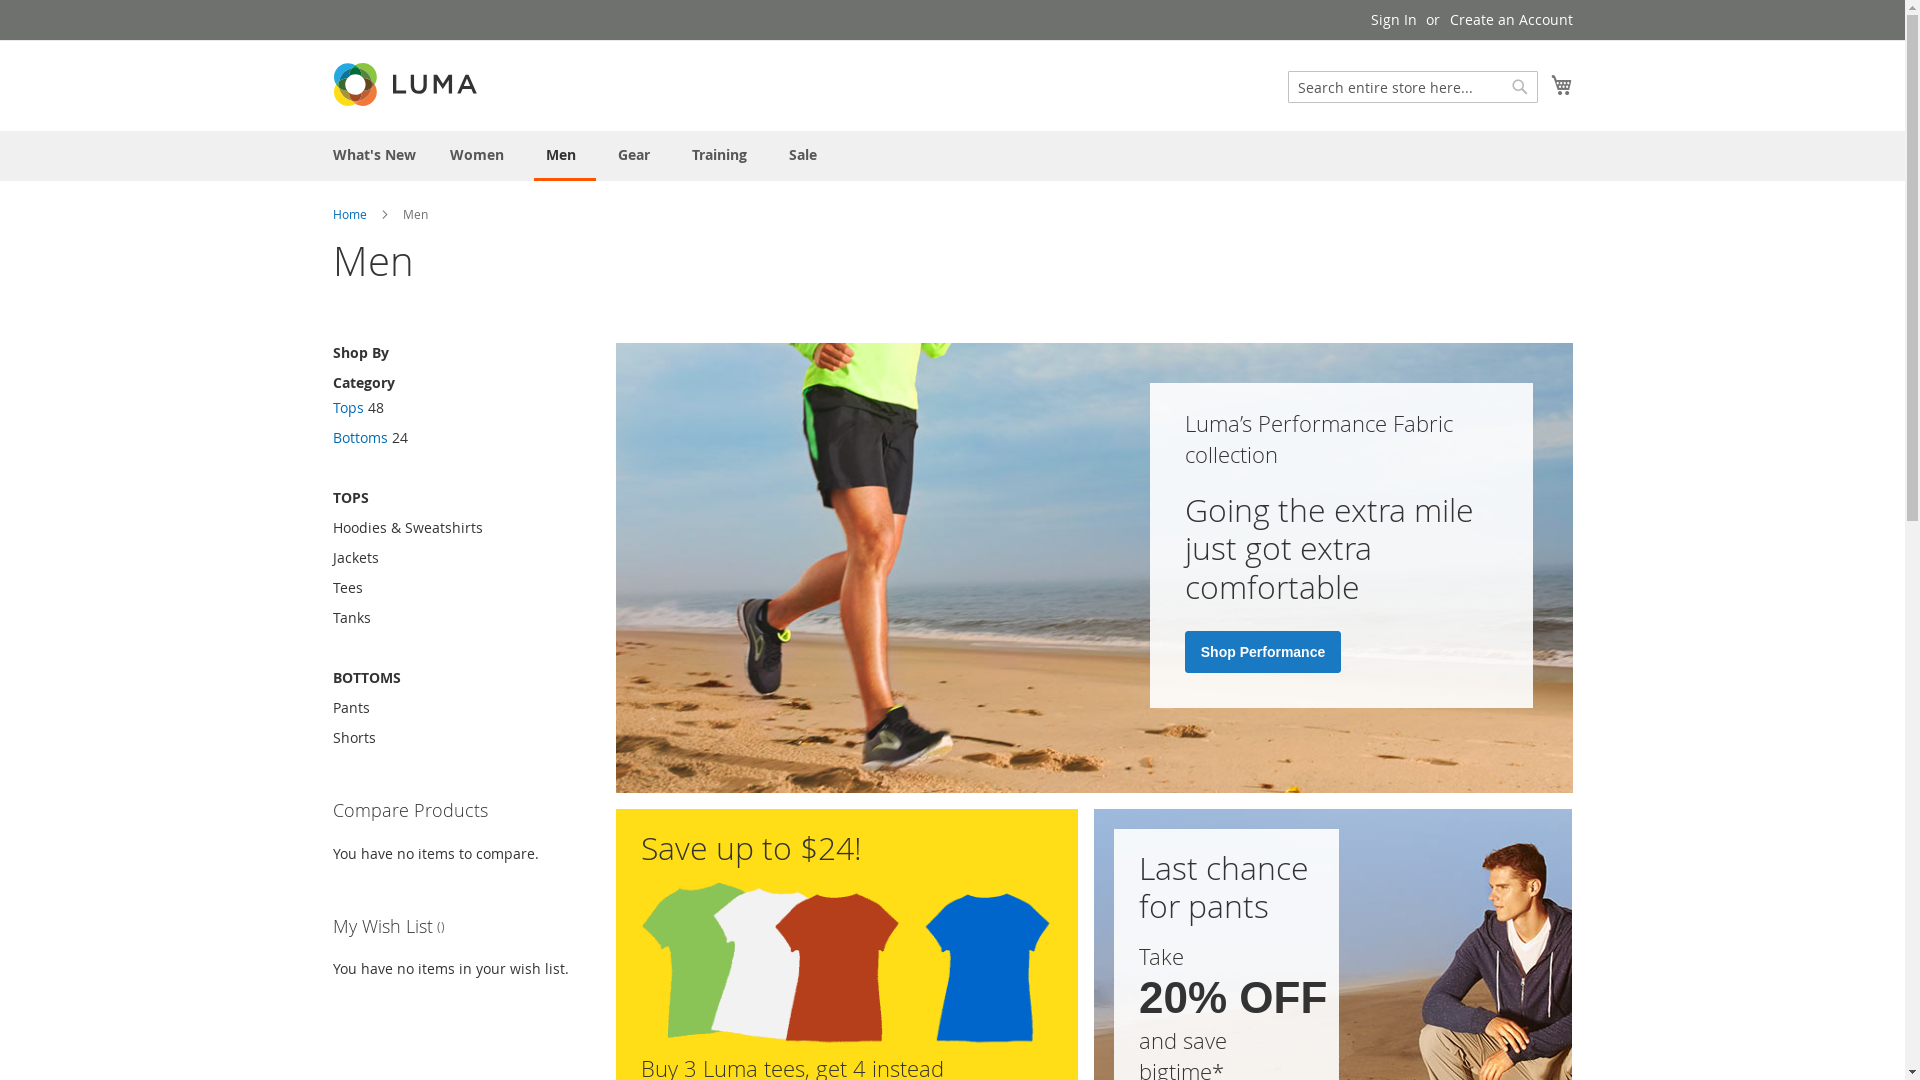 Sign In or Create an Account
LUMA
Search entire store here...
What's New Women Men Gear Training Sale
Home > Men
Men
Shop By
Category
Tops 48
Bottoms 24
TOPS
Hoodies & Sweatshirts
Jackets
Tees
Tanks
BOTTOMS
Pants
Shorts
Compare Products
You have no items to compare.
My Wish List ()
You have no items in your wish list.
Luma’s Performance Fabric
collection
Going the extra mile
just got extra
comfortable
Shop Performance
Save up to $24!
Buy 3 Luma tees, get 4 instead
Last chance
for pants
Take
20% OFF
and save
bigtime*